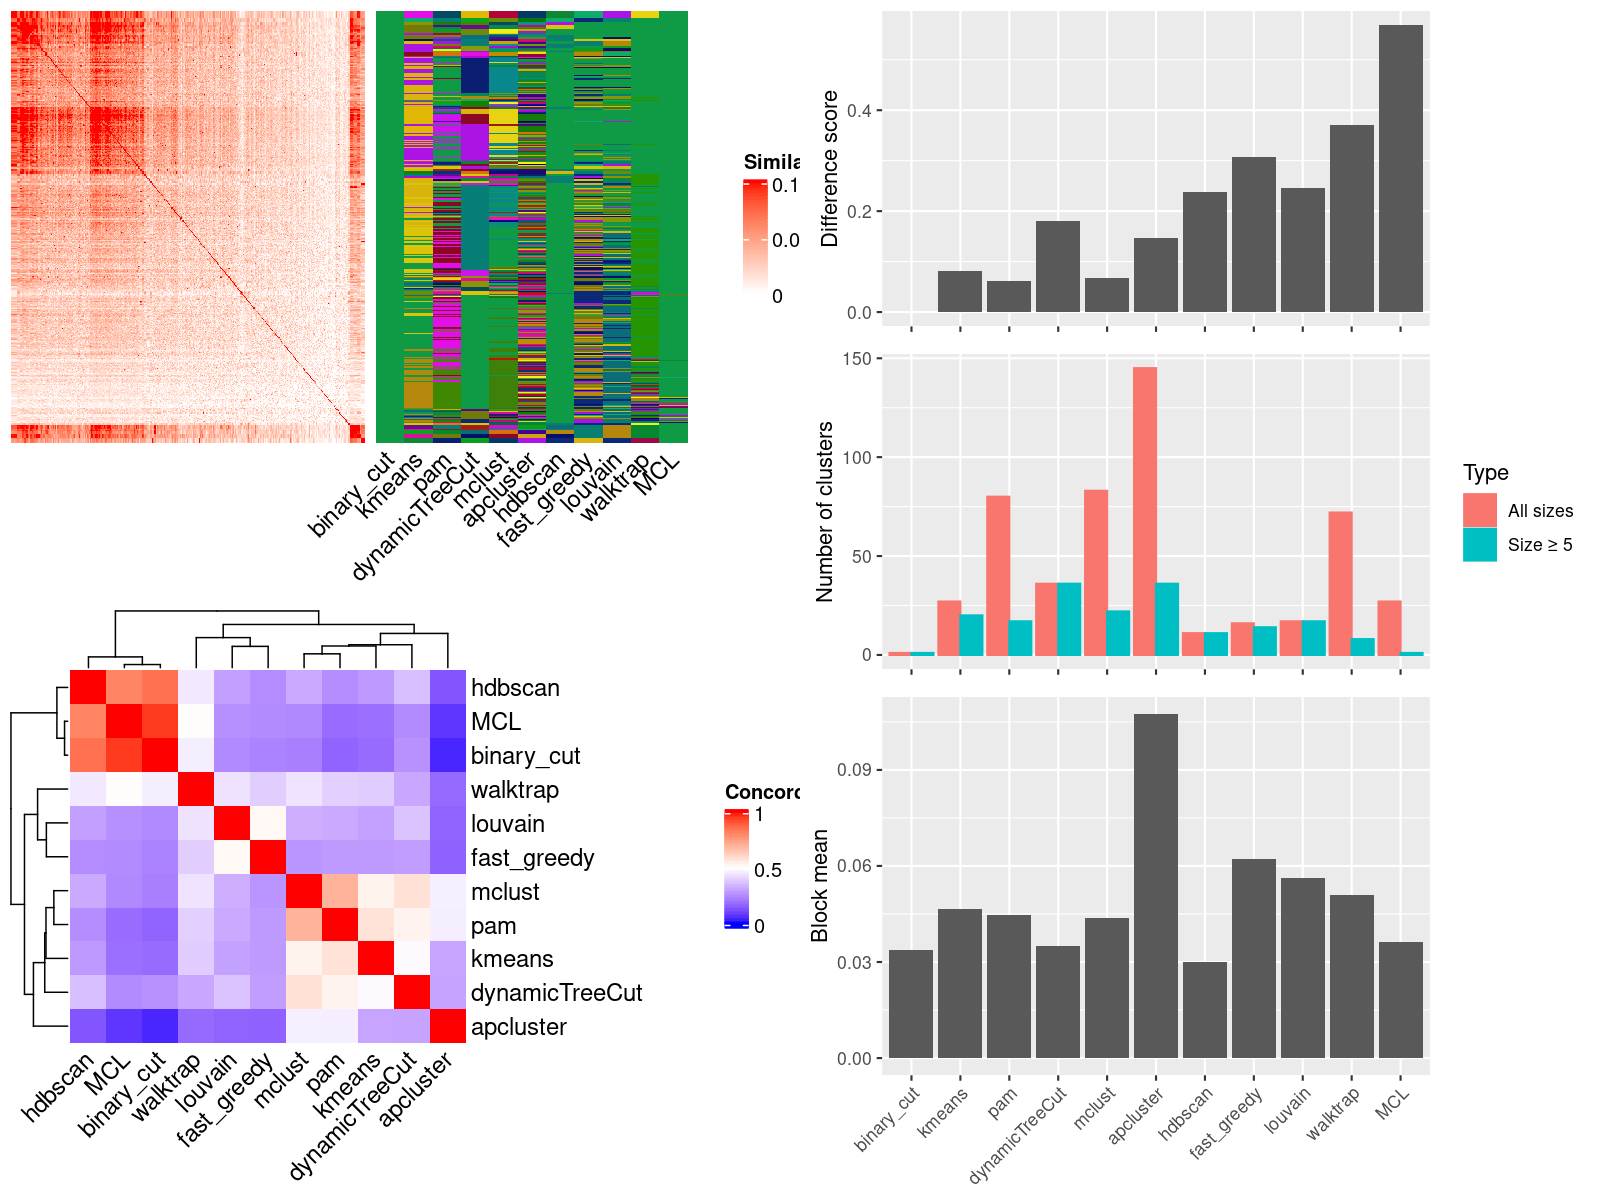 Simila
0.1
0.0
0
binary_cut
kmeans
pam
dynamicTreeCut
mclust
apcluster
hdbscan
fast_greedy
louvain
walktrap
MCL
Difference score
0.4
0.2
0.0
Number of clusters
150
100
50
0
Type
All sizes
Size ≥ 5
hdbscan
MCL
binary_cut
walktrap
louvain
fast_greedy
mclust
pam
kmeans
dynamicTreeCut
apcluster
hdbscan
MCL
binary_cut
walktrap
louvain
fast_greedy
mclust
pam
kmeans
dynamicTreeCut
apcluster
Concord
1
0.5
0
Block mean
0.09
0.06
0.03
0.00
binary_cut
kmeans
pam
dynamicTreeCut
mclust
apcluster
hdbscan
fast_greedy
louvain
walktrap
MCL